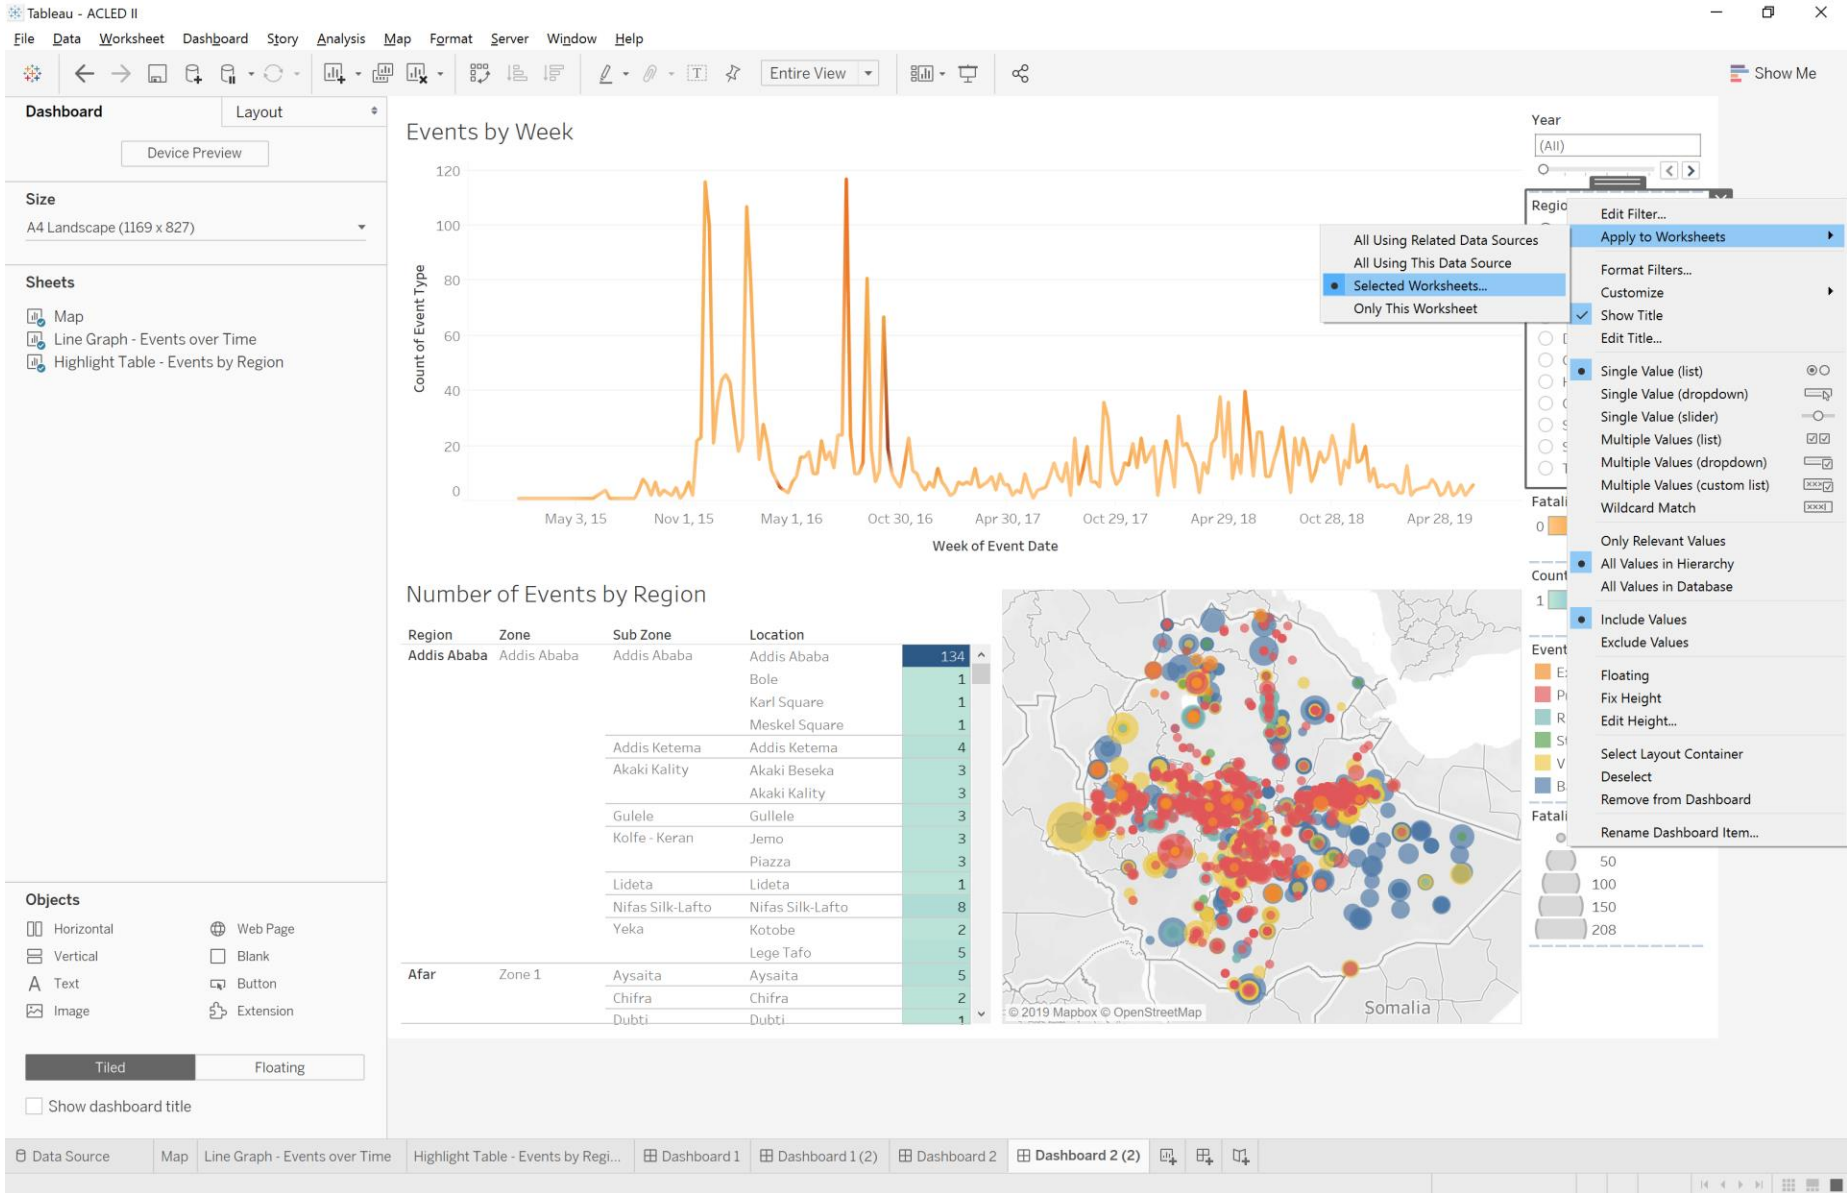 Tableau - ACLED II
File Data Worksheet Dashboard Story Analysis Map Format Server Window Help
Entire View
Show Me
Dashboard
Layout
Device Preview
Size
A4 Landscape (1169 x 827)
Sheets
Map
Line Graph - Events over Time
Highlight Table - Events by Region
Objects
Horizontal
Web Page
Vertical
Blank
Text
Button
Image
Extension
Tiled
Floating
Show dashboard title
Events by Week
Count of Event Type
120
100
80
60
40
20
0
May 3, 15
Nov 1, 15
May 1, 16
Oct 30, 16
Apr 30, 17
Oct 29, 17
Apr 29, 18
Oct 28, 18
Apr 28, 19
Week of Event Date
Number of Events by Region
Region Zone Sub Zone Location
Addis Ababa Addis Ababa Addis Ababa Addis Ababa 134
Bole 1
Karl Square 1
Meskel Square 1
Addis Ketema Addis Ketema 4
Akaki Kality Akaki Beseka 3
Akaki Kality 3
Gulele Gullele 3
Kolfe - Keran Jemo 3
Piazza 3
Lideta Lideta 1
Nifas Silk-Lafto Nifas Silk-Lafto 8
Yeka Kotobe 2
Lege Tafo 5
Afar Zone 1 Aysaita Aysaita 5
Chifra Chifra 2
Dubti Dubti 1
© 2019 Mapbox © OpenStreetMap
Somalia
Year
(All)
Regio
Fatali
0
Count
1
Event
E
P
R
St
V
B
Fatali
50
100
150
208
All Using Related Data Sources
All Using This Data Source
Selected Worksheets...
Only This Worksheet
Edit Filter...
Apply to Worksheets
Format Filters...
Customize
Show Title
Edit Title...
Single Value (list)
Single Value (dropdown)
Single Value (slider)
Multiple Values (list)
Multiple Values (dropdown)
Multiple Values (custom list)
Wildcard Match
Only Relevant Values
All Values in Hierarchy
All Values in Database
Include Values
Exclude Values
Floating
Fix Height
Edit Height...
Select Layout Container
Deselect
Remove from Dashboard
Rename Dashboard Item...
Data Source
Map
Line Graph - Events over Time
Highlight Table - Events by Regi...
Dashboard 1
Dashboard 1 (2)
Dashboard 2
Dashboard 2 (2)